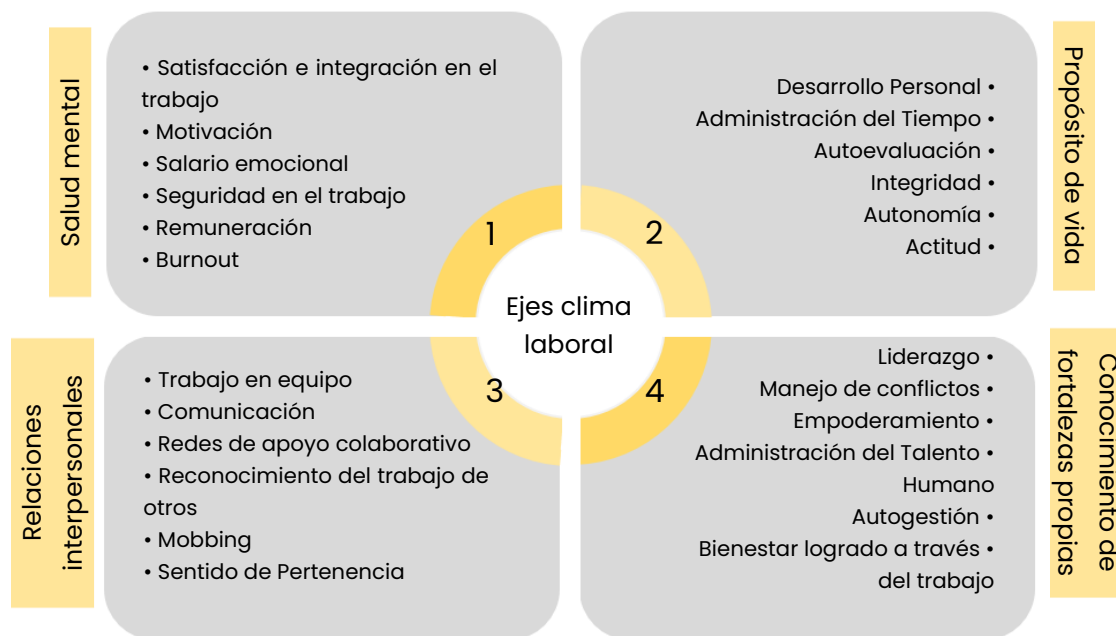 Salud mental
• Satisfacción e integración en el
trabajo
• Motivación
• Salario emocional
• Seguridad en el trabajo
• Remuneración
• Burnout
1
Desarrollo Personal •
Administración del Tiempo •
Autoevaluación •
Integridad •
Autonomía •
Actitud •
2
Propósito de vida
Ejes clima
laboral
Relaciones
interpersonales
• Trabajo en equipo
• Comunicación
• Redes de apoyo colaborativo
• Reconocimiento del trabajo de
otros
• Mobbing
• Sentido de Pertenencia
3
Liderazgo •
Manejo de conflictos •
Empoderamiento •
Administración del Talento •
Humano
Autogestión •
Bienestar logrado a través •
del trabajo
4
Conocimiento de
fortalezas propias